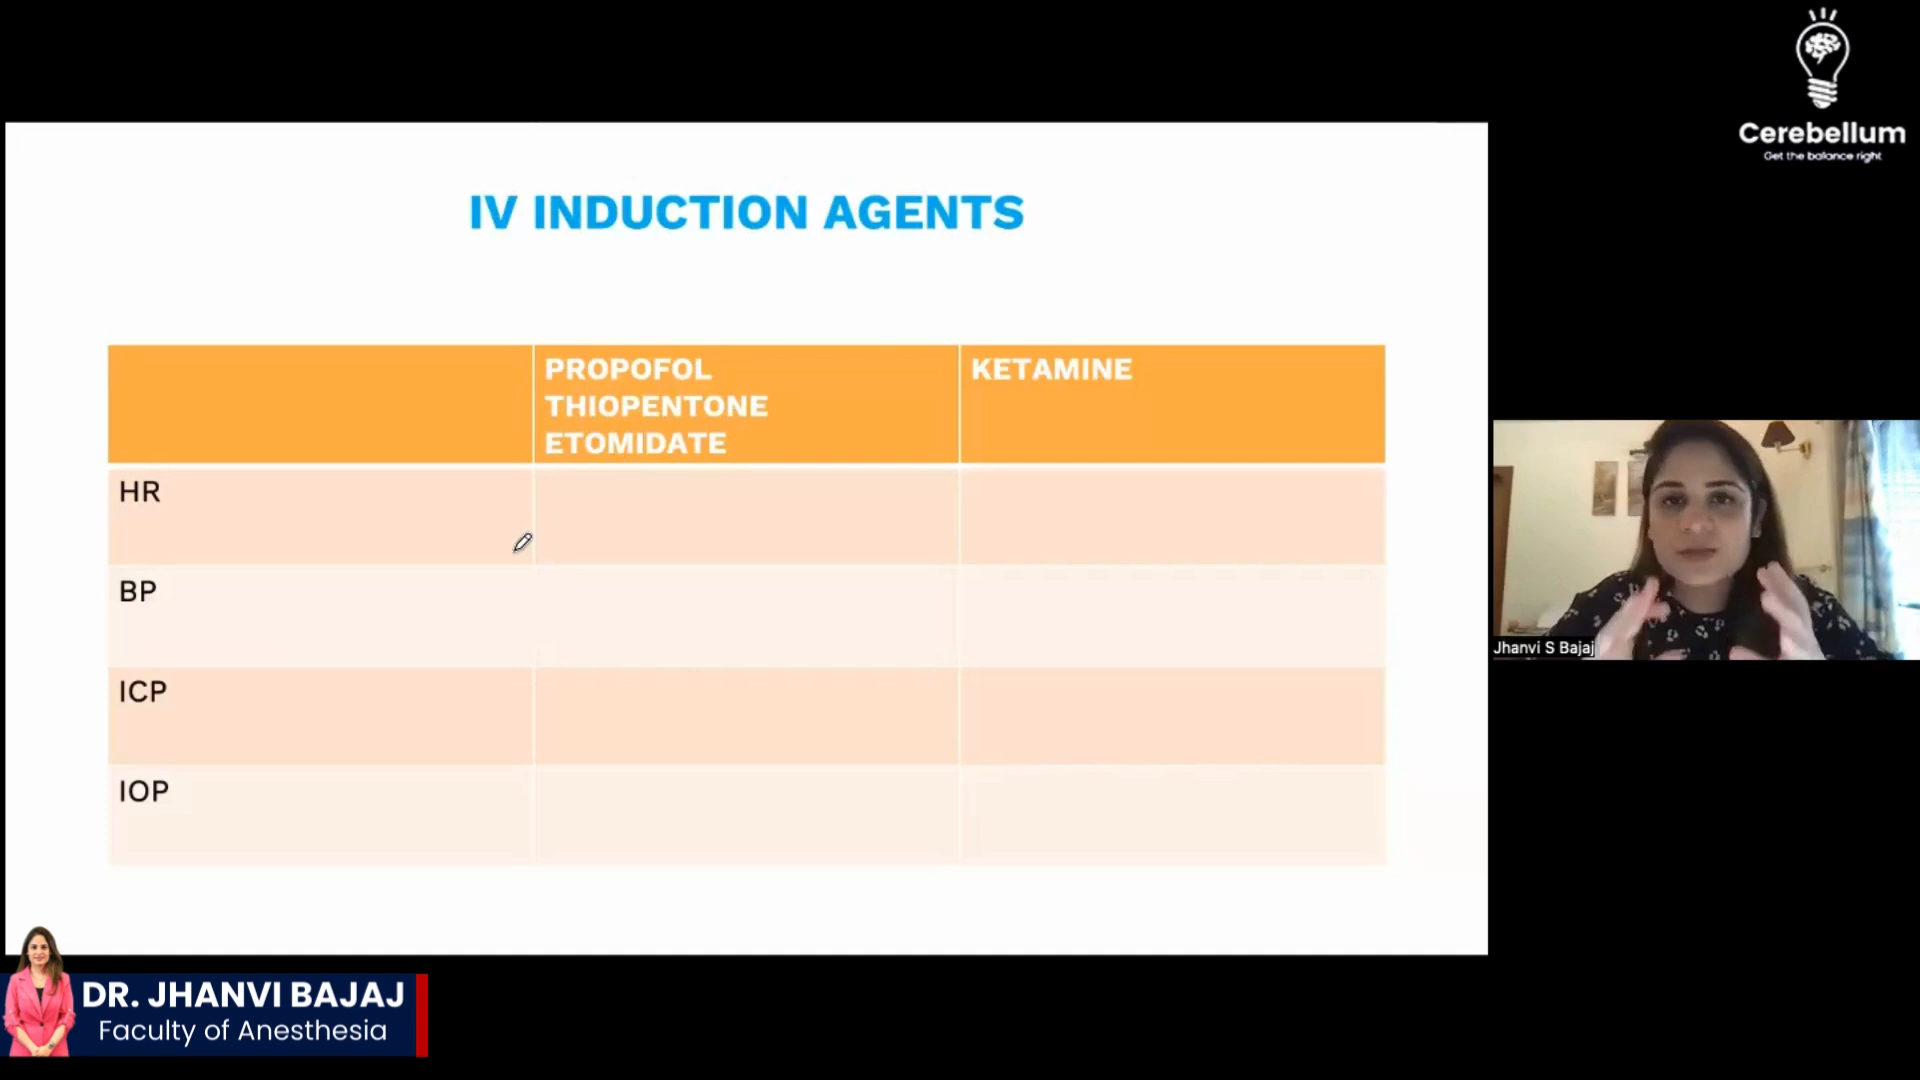 Cerebellum
Get the balance right
IV INDUCTION AGENTS
PROPOFOL
THIOPENTONE
ETOMIDATE
KETAMINE
HR
BP
ICP
IOP
Jhanvi S Bajaj
DR. JHANVI BAJAJ
Faculty of Anesthesia